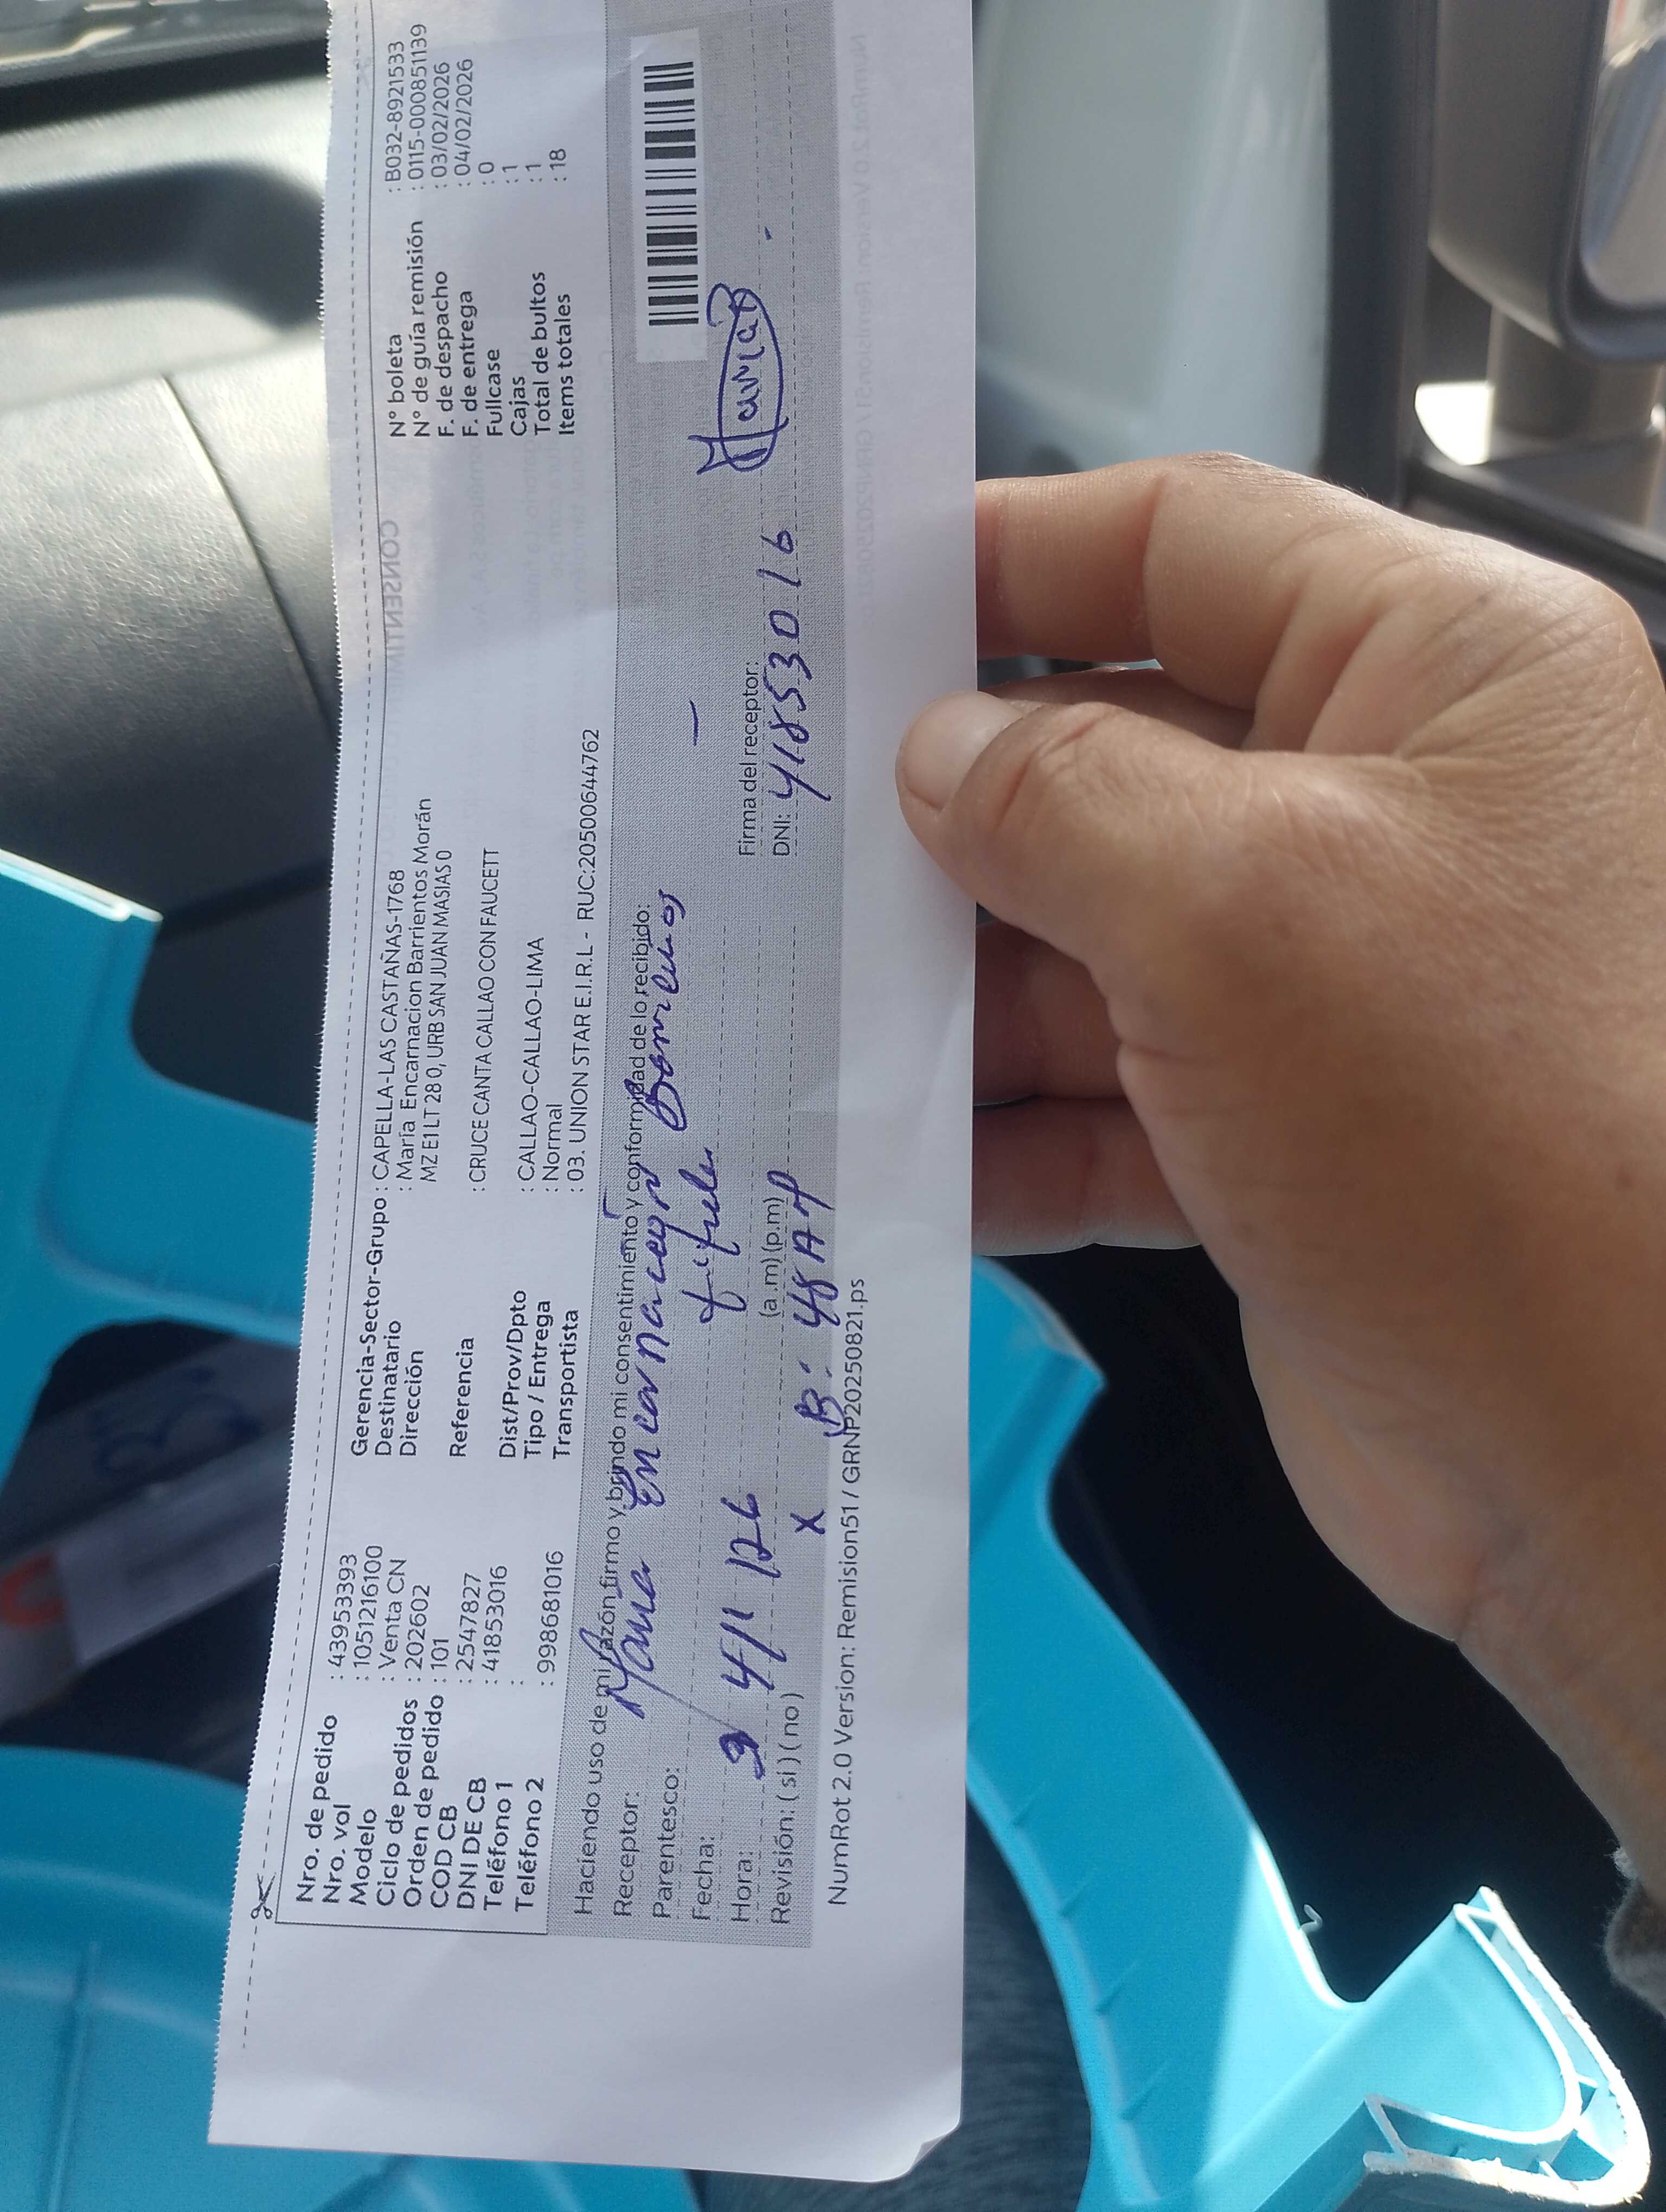 Nro. de pedido : 43953393
Nro. vol : 1051216100
Modelo : Venta CN
Ciclo de pedidos : 202602
Orden de pedido : 101
COD CB : 2547827
DNI DE CB : 41853016
Teléfono 1 :
Teléfono 2 : 998681016
Gerencia-Sector-Grupo : CAPELLA-LAS CASTAÑAS-1768
Destinatario : María Encarnacion Barrientos Morán
Dirección MZ E1 LT 28 0, URB SAN JUAN MASIAS 0
Referencia : CRUCE CANTA CALLAO CON FAUCETT
Dist/Prov/Dpto : CALLAO-CALLAO-LIMA
Tipo / Entrega : Normal
Transportista : 03. UNION STAR E.I.R.L - RUC:20500644762
N° boleta : B032-8921533
N° de guía remisión : 0115-000851139
F. de despacho : 03/02/2026
F. de entrega : 04/02/2026
Fullcase : 0
Cajas : 1
Total de bultos : 1
Items totales : 18
Haciendo uso de mi razón firmo y brindo mi consentimiento y conformidad de lo recibido:
Receptor: Maria Encarnacion
Parentesco:
Fecha:
Hora: (a.m) (p.m)
Revisión: ( si ) ( no ) x
Firma del receptor:
DNI: 41853016
NumRot 2.0 Version: Remision51 / GRNP20250821.ps